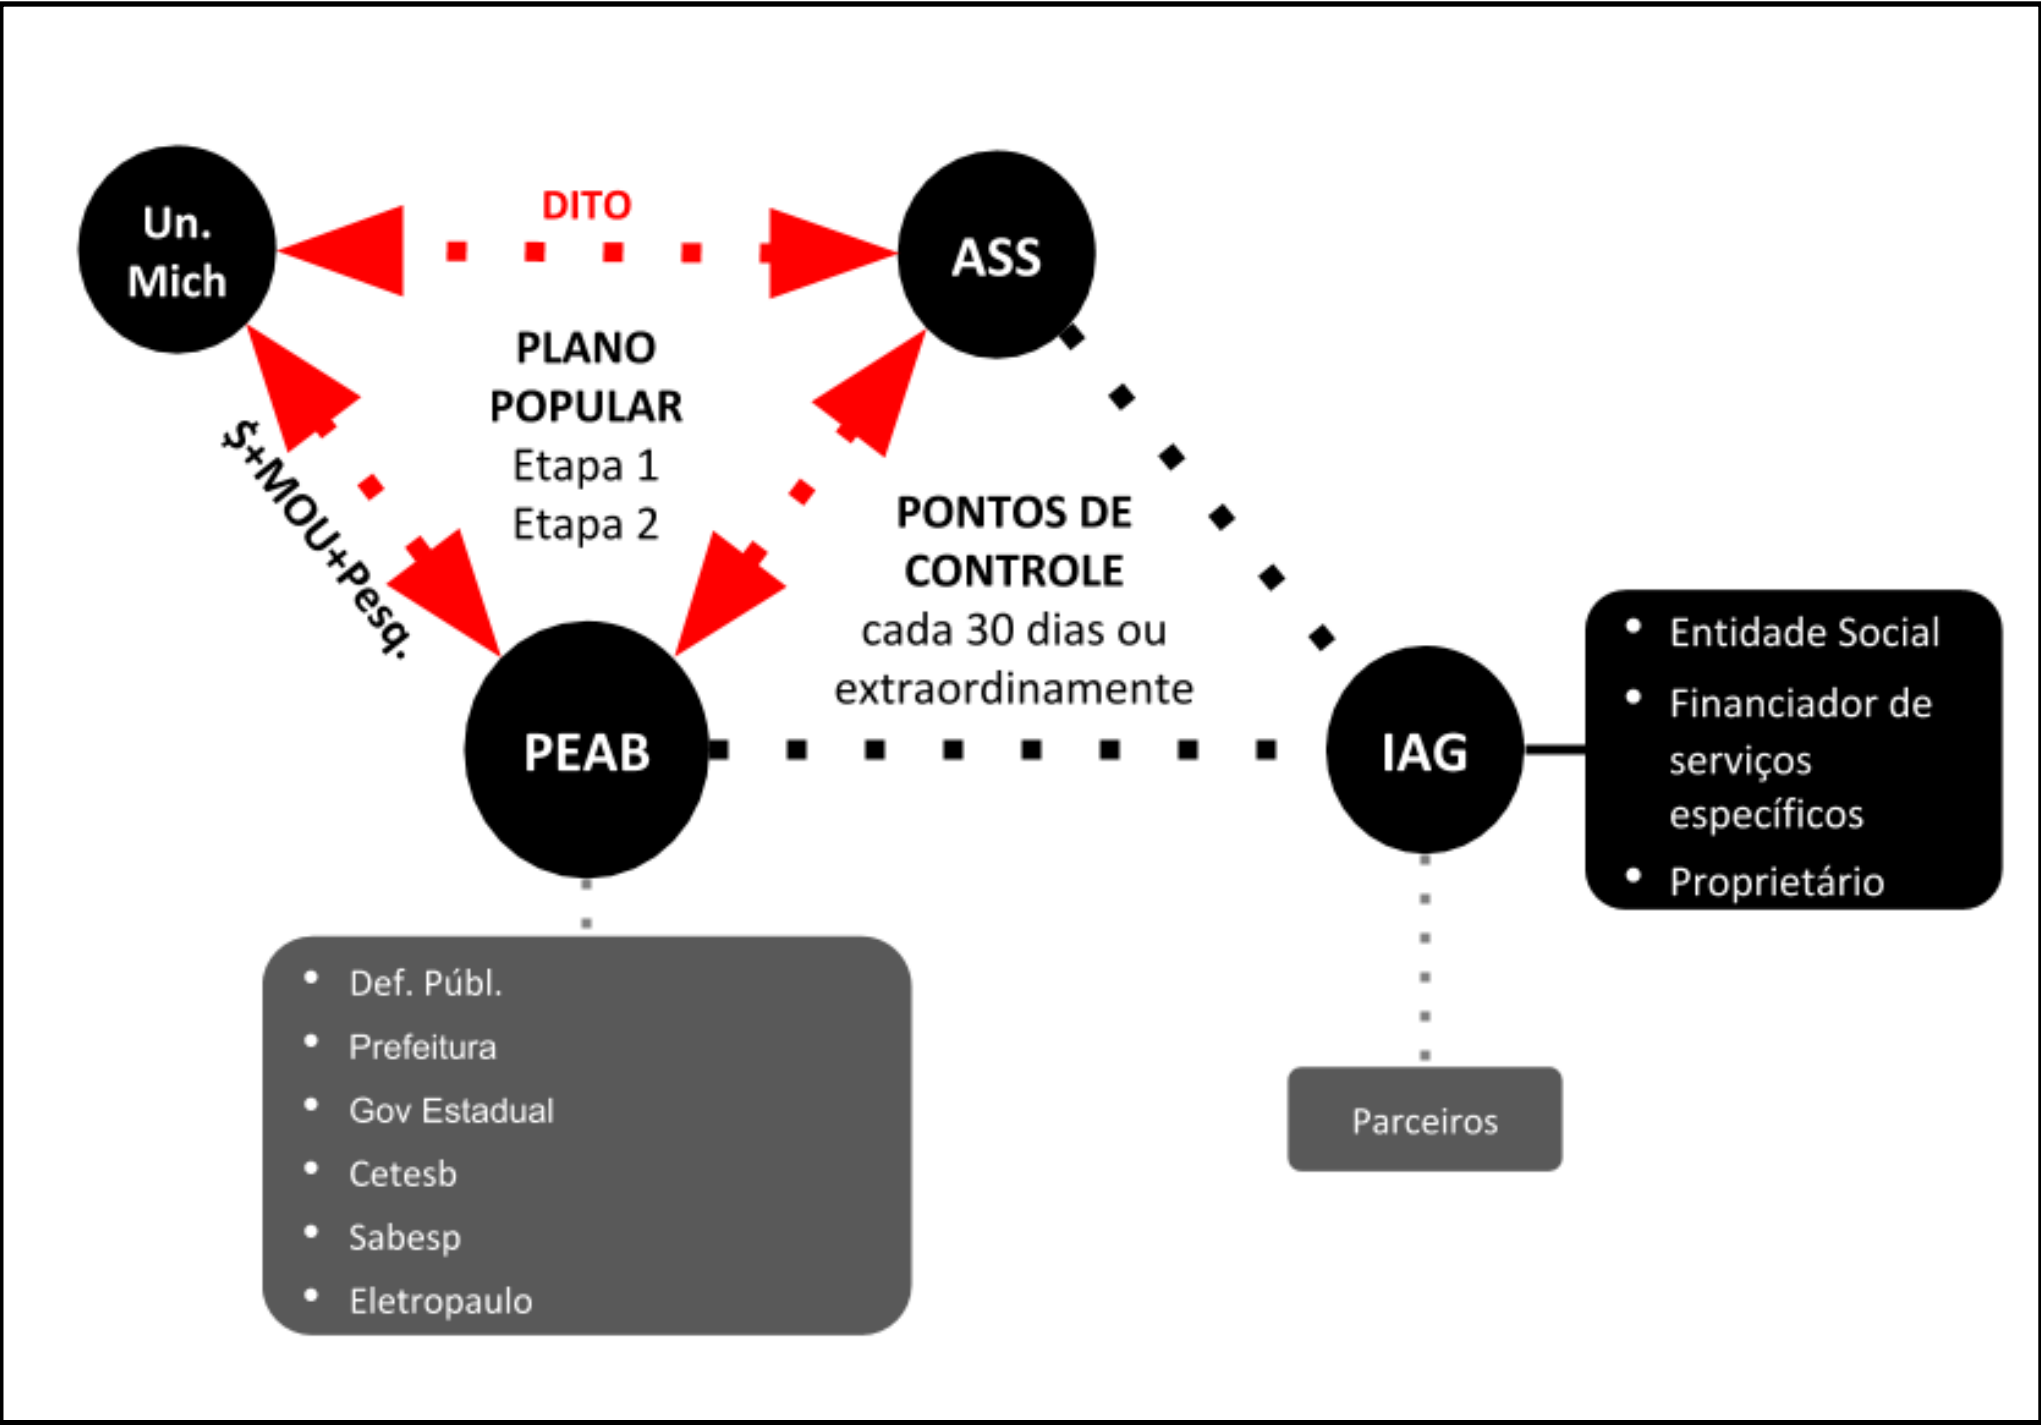 Un.
Mich
DITO
ASS
PLANO
POPULAR
Etapa 1
Etapa 2
$+MOU+Pesq.
PONTOS DE
CONTROLE
cada 30 dias ou
extraordinamente
PEAB
IAG
• Entidade Social
• Financiador de
serviços
específicos
• Proprietário
• Def. Públ.
• Prefeitura
• Gov Estadual
• Cetesb
• Sabesp
• Eletropaulo
Parceiros